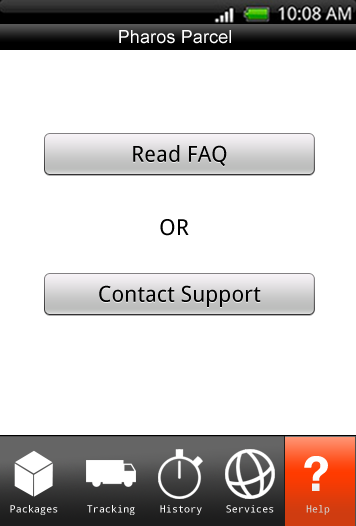 10:08 AM
Pharos Parcel
Read FAQ
OR
Contact Support
Packages
Tracking
History
Services
?
Help